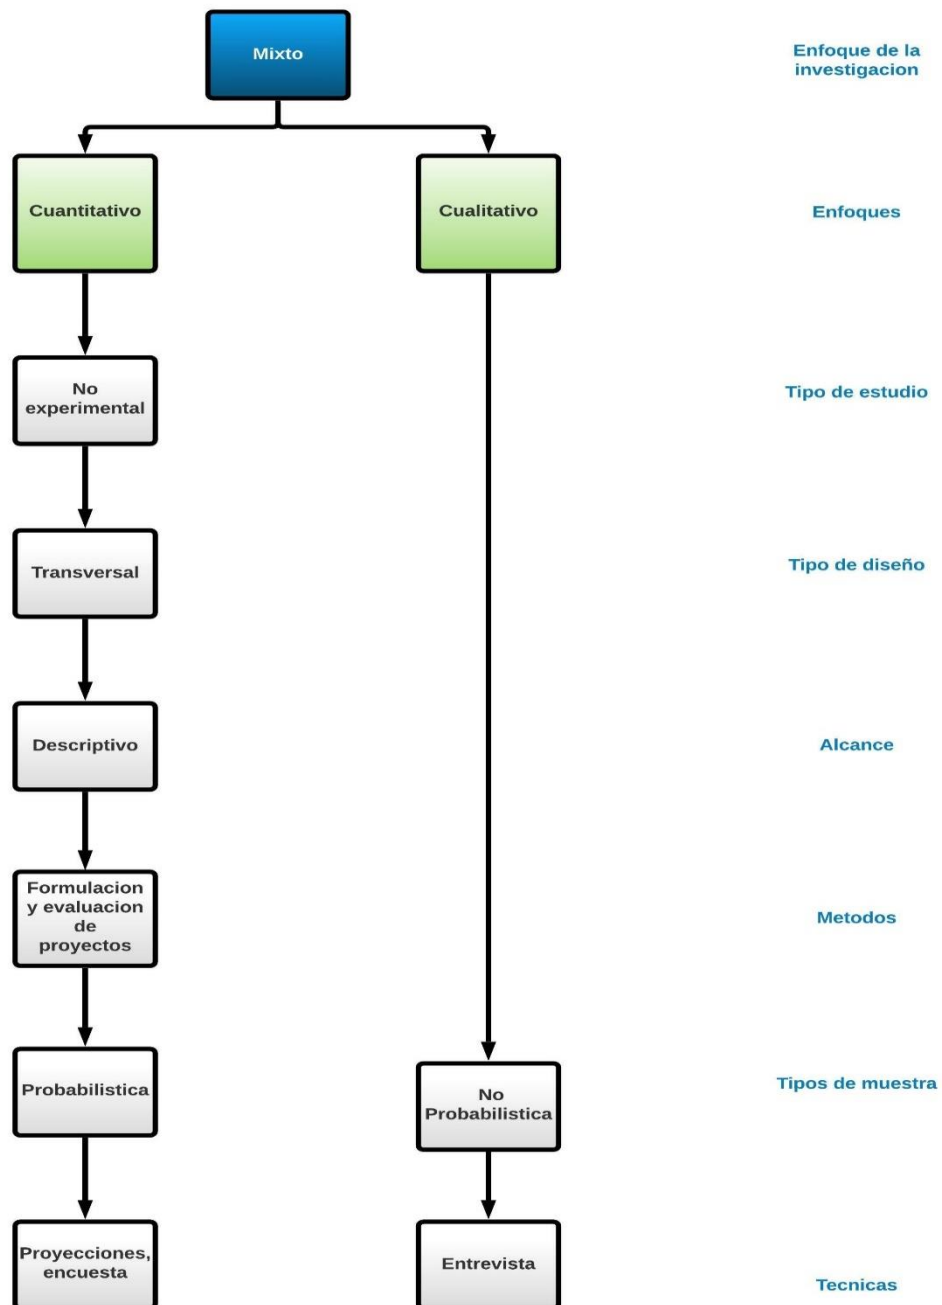 Mixto
Enfoque de la
investigacion
Cuantitativo
Cualitativo
Enfoques
No
experimental
Tipo de estudio
Transversal
Tipo de diseño
Descriptivo
Alcance
Formulacion
y evaluacion
de
proyectos
Metodos
Probabilistica
No
Probabilistica
Tipos de muestra
Proyecciones,
encuesta
Entrevista
Tecnicas